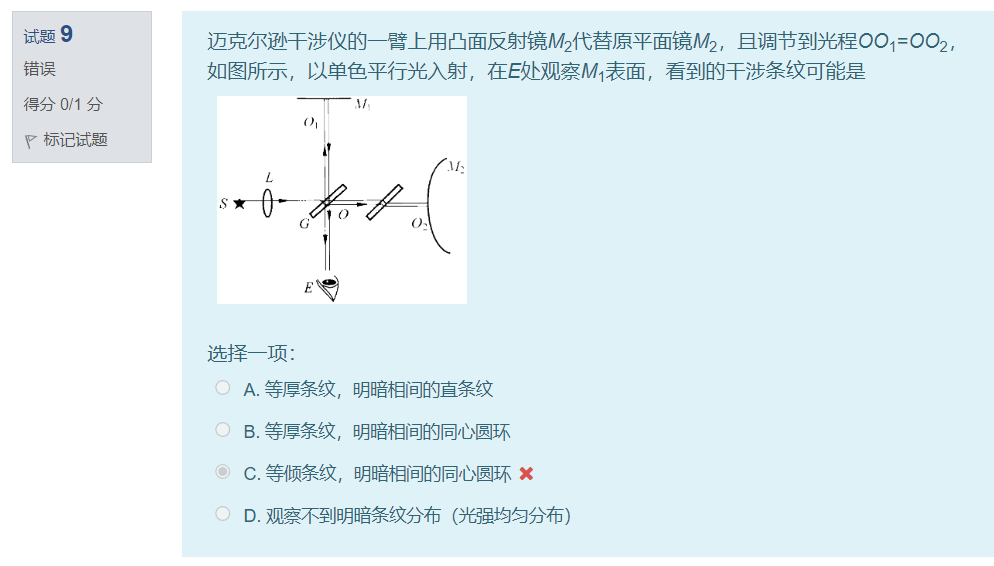 试题 9
错误
得分 0/1 分
标记试题
迈克尔逊干涉仪的一臂上用凸面反射镜M2代替原平面镜M2，且调节到光程OO1=OO2，
如图所示，以单色平行光入射，在E处观察M1表面，看到的干涉条纹可能是
M1
O1
L
M2
S
G
O
O2
E
选择一项：
A. 等厚条纹，明暗相间的直条纹
B. 等厚条纹，明暗相间的同心圆环
C. 等倾条纹，明暗相间的同心圆环
D. 观察不到明暗条纹分布（光强均匀分布）